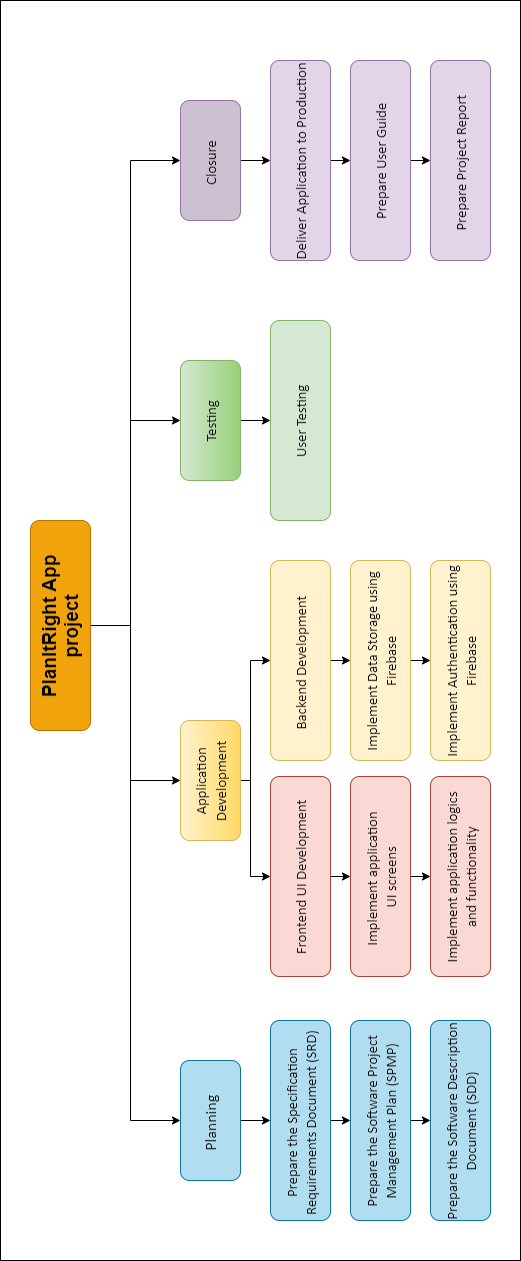 PlanItRight App
project
Planning
Prepare the Specification
Requirements Document (SRD)
Prepare the Software Project
Management Plan (SPMP)
Prepare the Software Description
Document (SDD)
Application
Development
Frontend UI Development
Implement application
UI screens
Implement application logics
and functionality
Backend Development
Implement Data Storage using
Firebase
Implement Authentication using
Firebase
Testing
User Testing
Closure
Deliver Application to Production
Prepare User Guide
Prepare Project Report